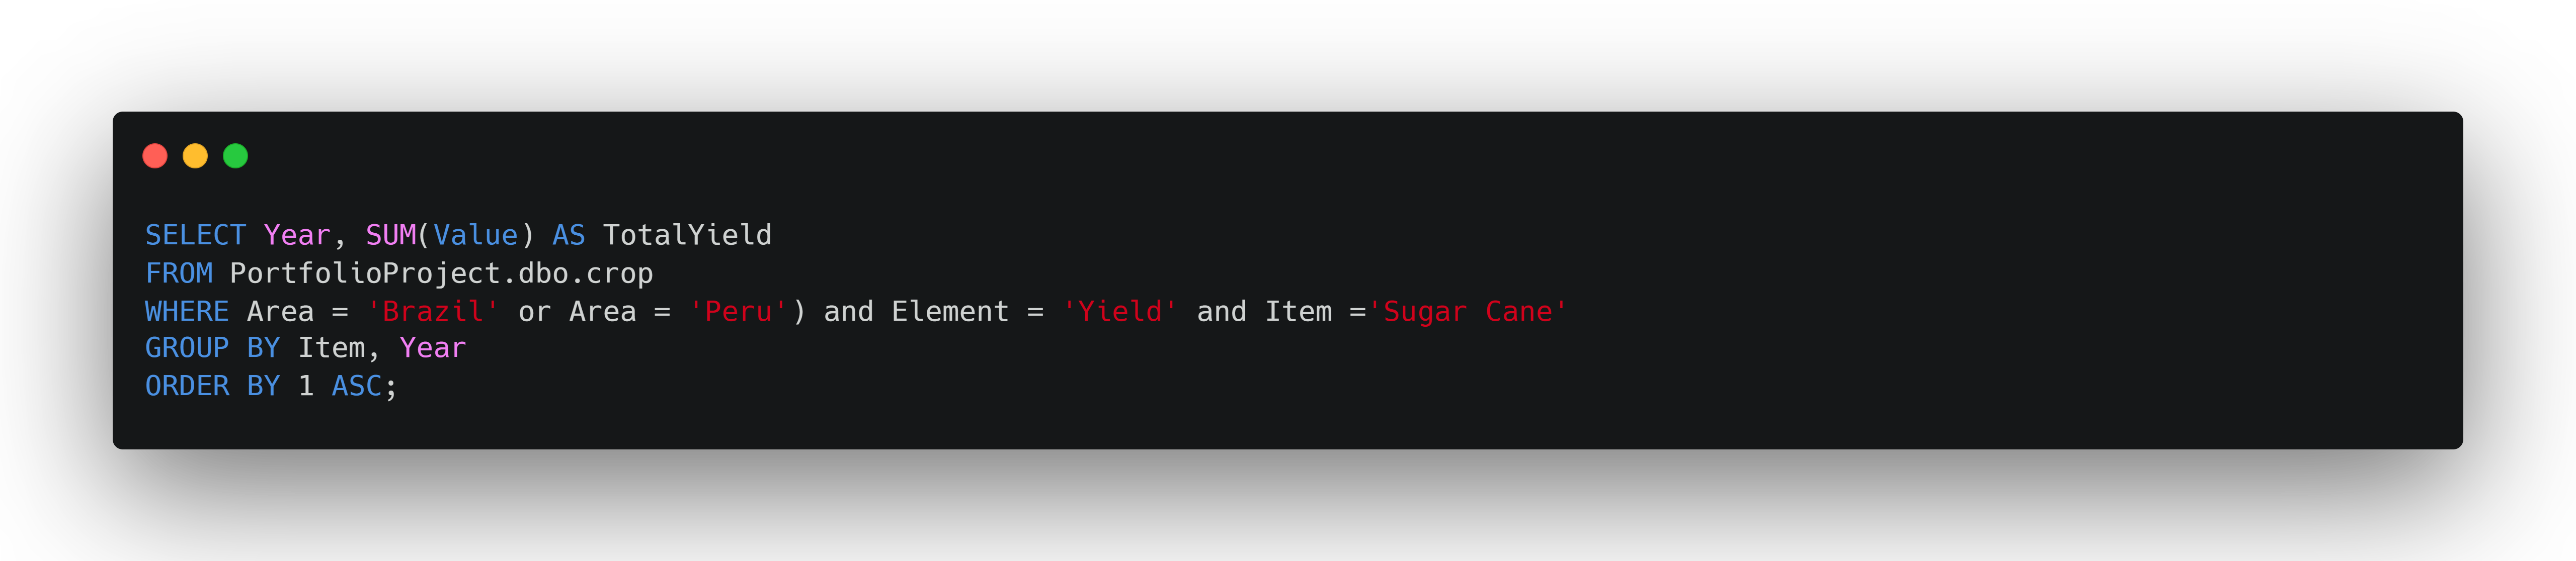 SELECT Year, SUM(Value) AS TotalYield
FROM PortfolioProject.dbo.crop
WHERE Area = 'Brazil' or Area = 'Peru') and Element = 'Yield' and Item ='Sugar Cane'
GROUP BY Item, Year
ORDER BY 1 ASC;